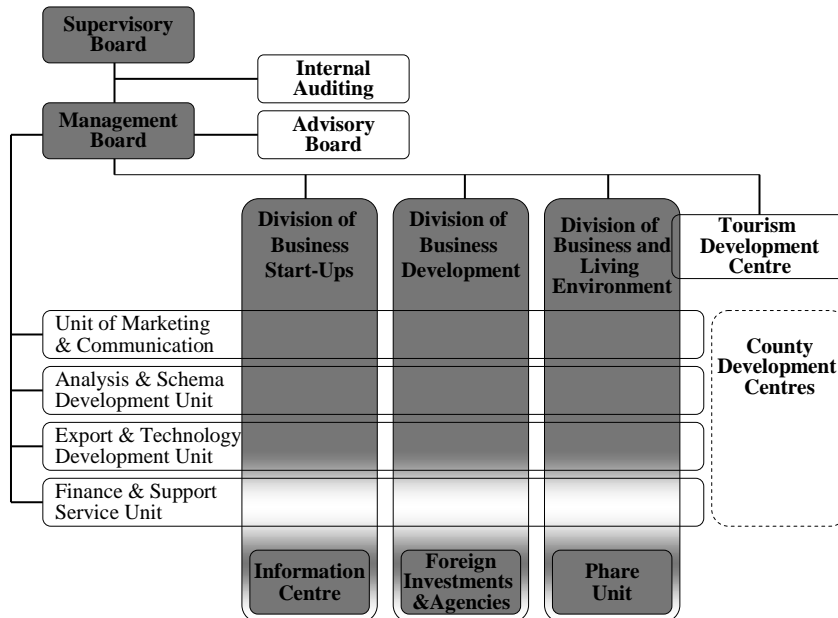 Supervisory
Board
Internal
Auditing
Management
Board
Advisory
Board
Division of
Business
Start-Ups
Division of
Business
Development
Division of
Business and
Living
Environment
Tourism
Development
Centre
Unit of Marketing
& Communication
Analysis & Schema
Development Unit
Export & Technology
Development Unit
Finance & Support
Service Unit
County
Development
Centres
Information
Centre
Foreign
Investments
&Agencies
Phare
Unit